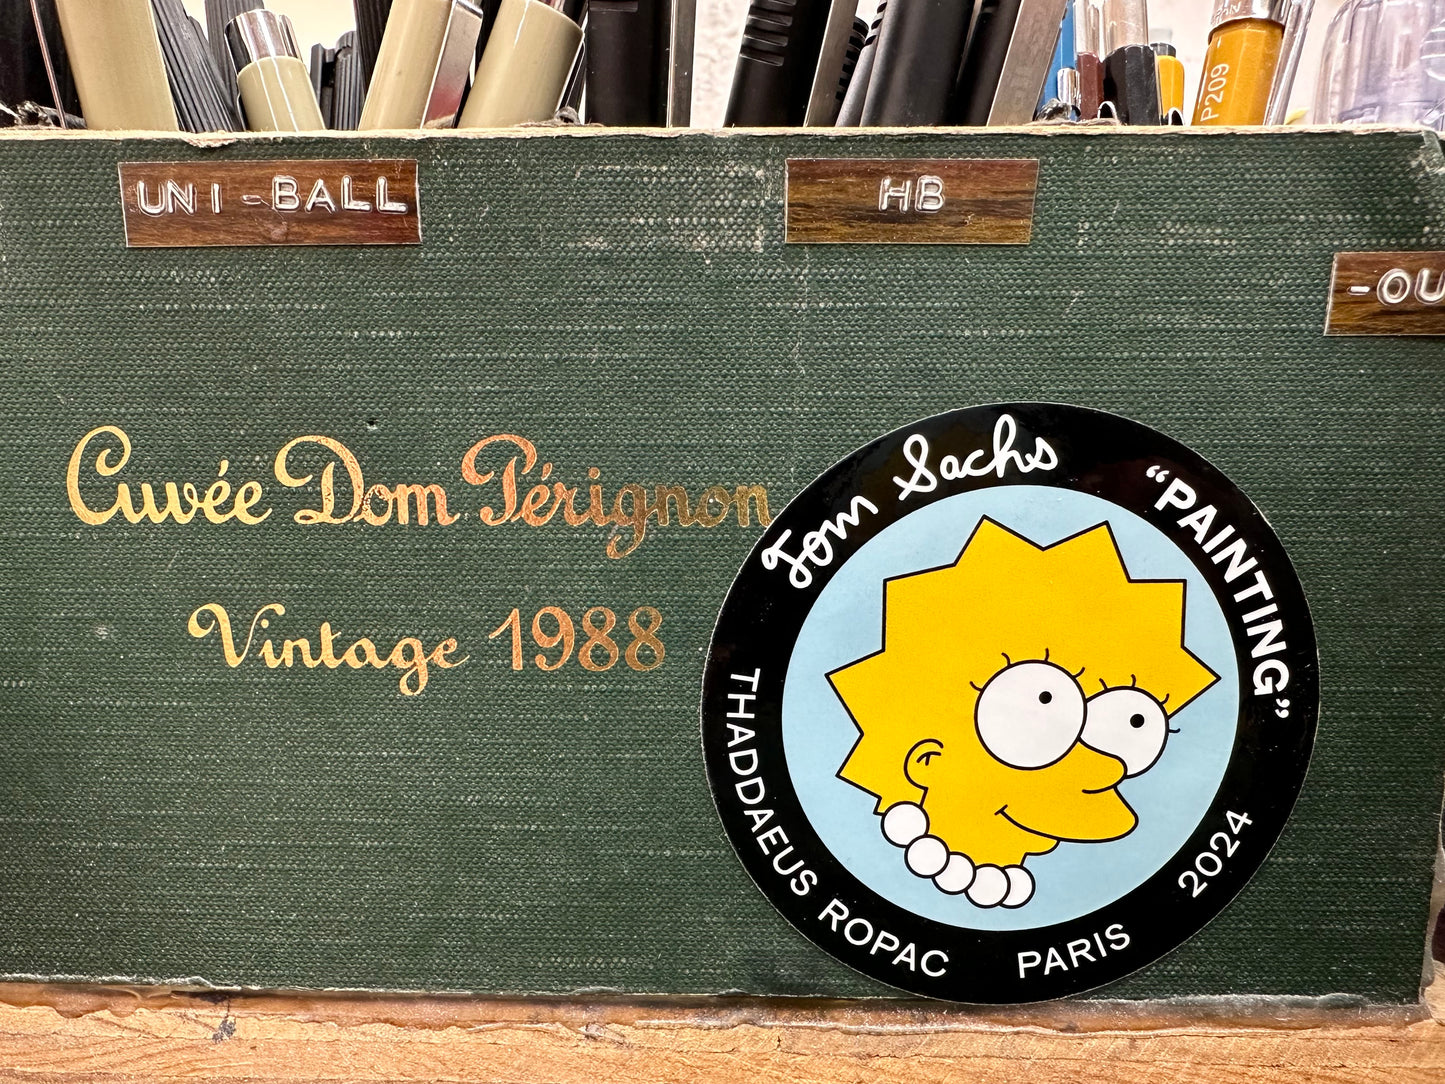 P209
UNI-BALL
HB
-OU
Cuvée Dom Pérignon
Vintage 1988
Tom Sachs
“PAINTING”
THADDAEUS ROPAC
PARIS
2024